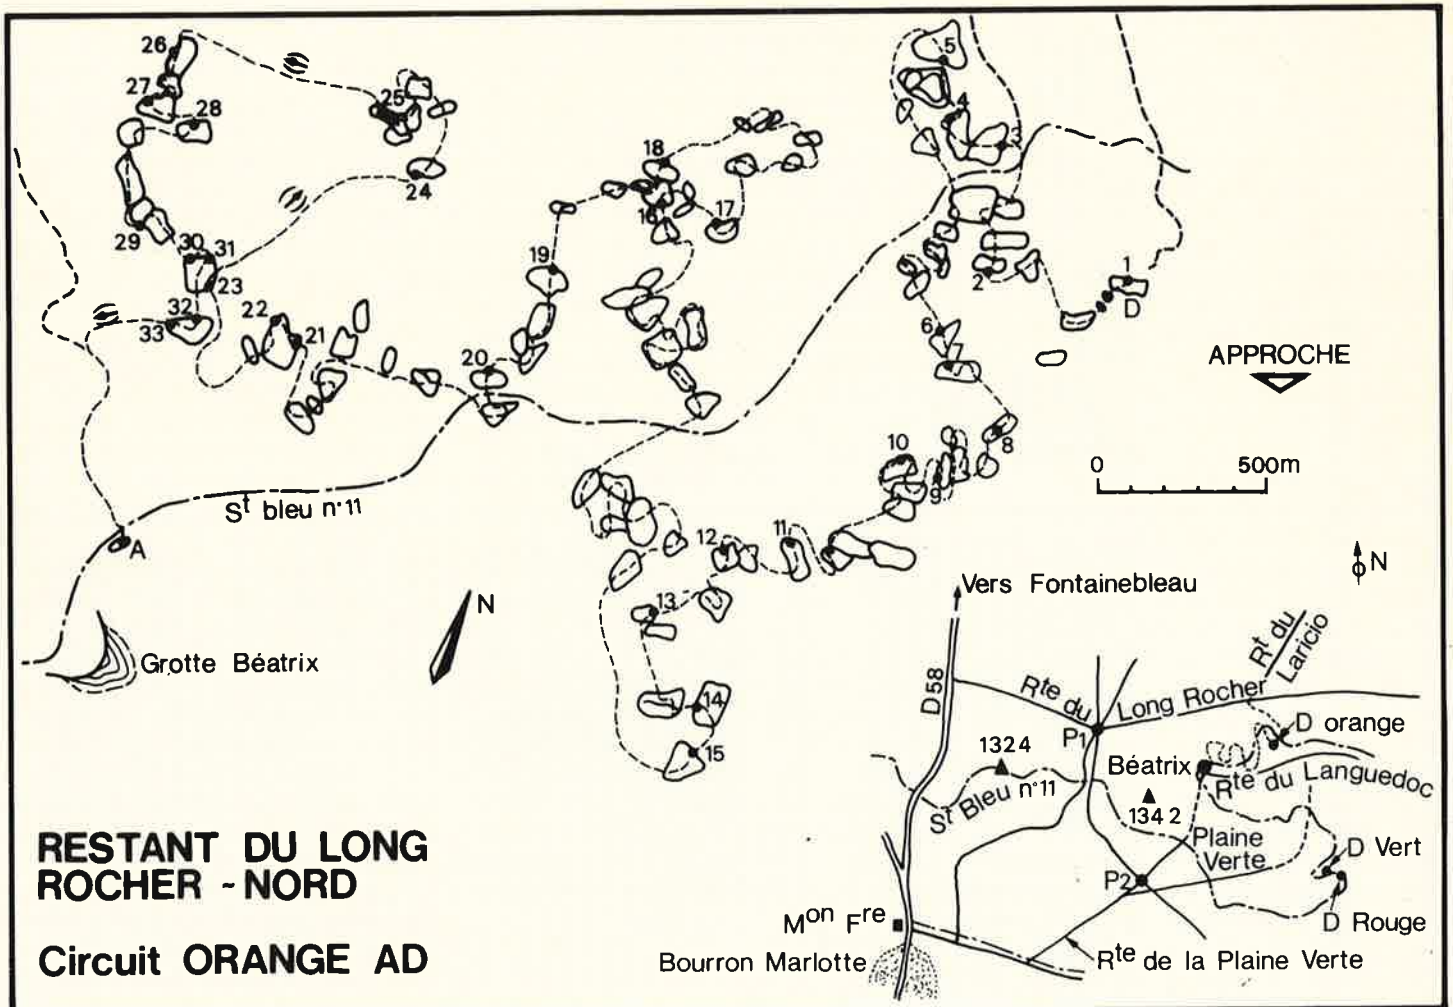 26
27
28
25
24
29
30
31
23
32
33
22
21
20
19
18
16
17
5
4
3
2
1
D
6
7
8
9
10
11
12
13
14
15
APPROCHE
0 500m
St bleu n°11
A
N
Grotte Béatrix
N
Vers Fontainebleau
D58
Rte du Long Rocher
Rt du
Laricio
P1
D orange
1324
Béatrix
Rte du Languedoc
St Bleu n°11
1342
Plaine
Verte
D Vert
P2
D Rouge
Mon Fre
Bourron Marlotte
Rte de la Plaine Verte
RESTANT DU LONG
ROCHER - NORD
Circuit ORANGE AD